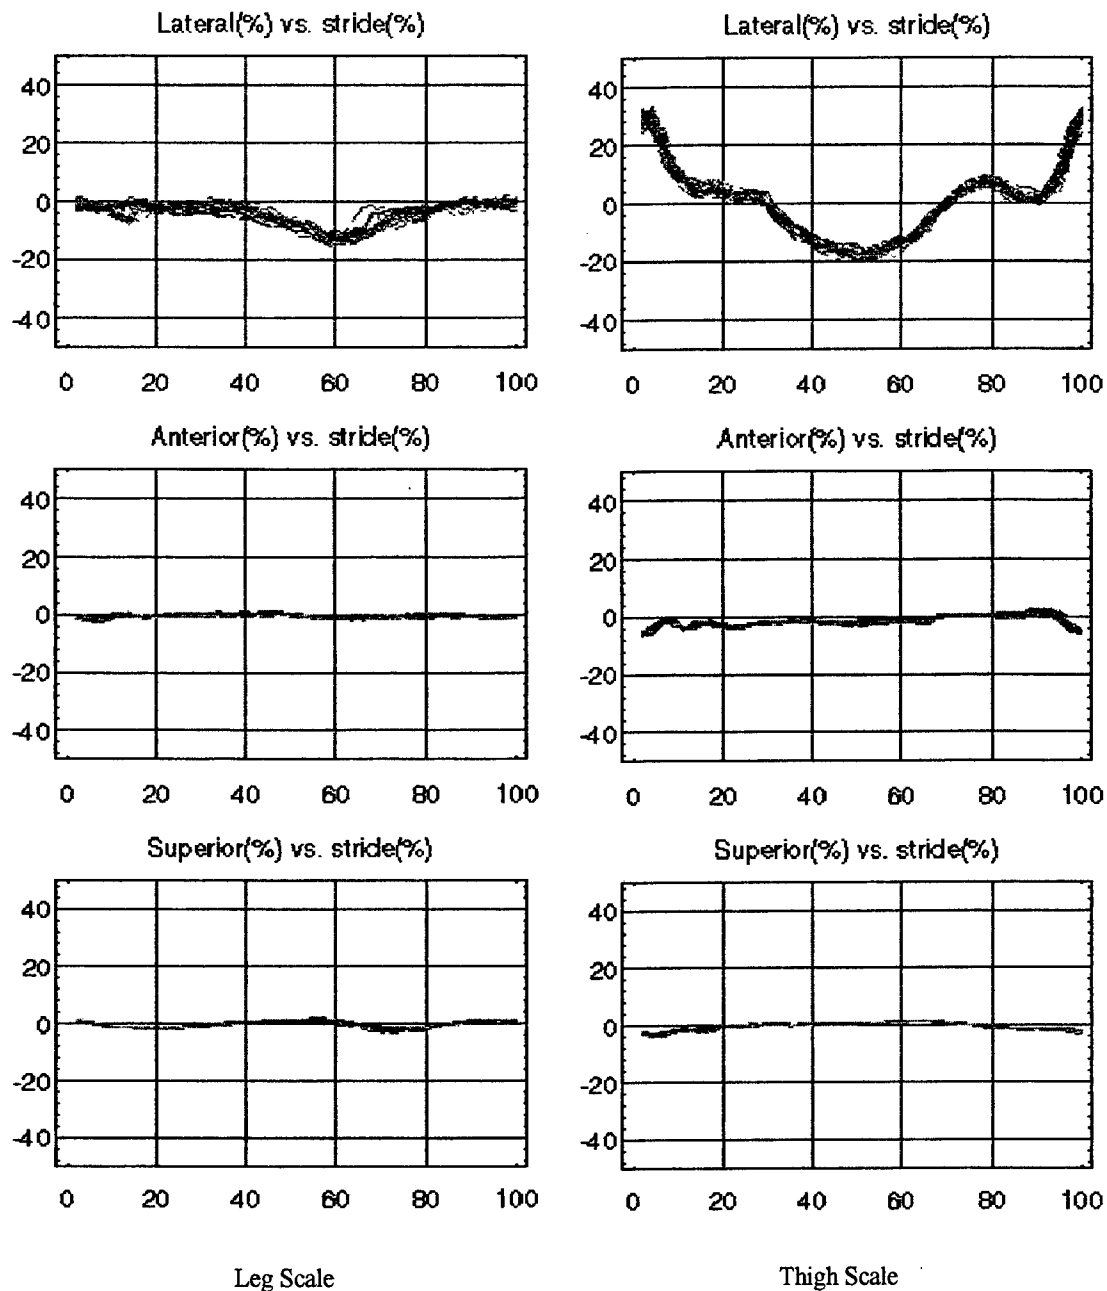 Lateral(%) vs. stride(%)
40
20
0
-20
-40
0 20 40 60 80 100
Lateral(%) vs. stride(%)
40
20
0
-20
-40
0 20 40 60 80 100
Anterior(%) vs. stride(%)
40
20
0
-20
-40
0 20 40 60 80 100
Anterior(%) vs. stride(%)
40
20
0
-20
-40
0 20 40 60 80 100
Superior(%) vs. stride(%)
40
20
0
-20
-40
0 20 40 60 80 100
Superior(%) vs. stride(%)
40
20
0
-20
-40
0 20 40 60 80 100
Leg Scale
Thigh Scale